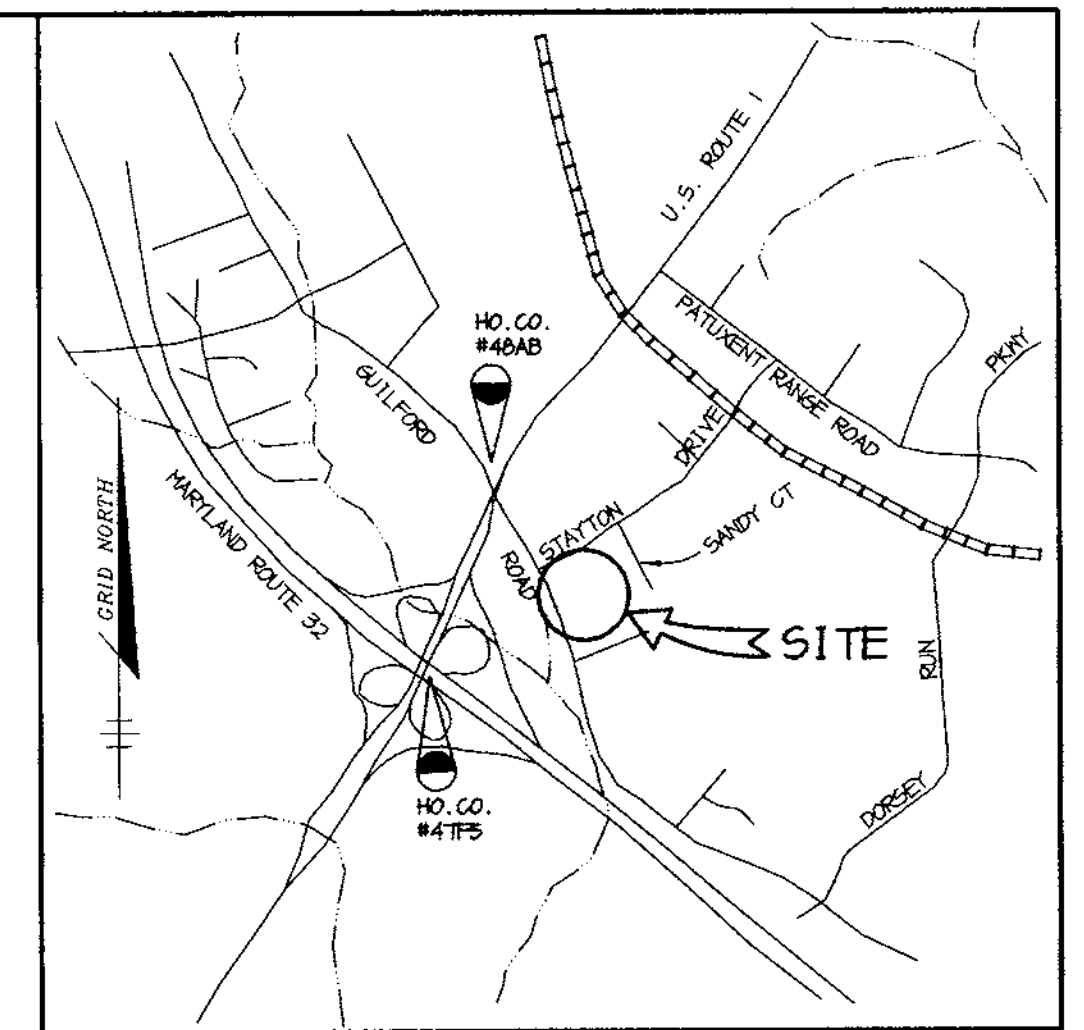 U.S. ROUTE 1
PATUXENT RANGE ROAD
PKWY
HO.CO.
#48AB
GUILFORD
DRIVE
GRID NORTH
MARYLAND ROUTE 32
STAYTON
SANDY CT
ROAD
SITE
RUN
HO.CO.
DORSEY